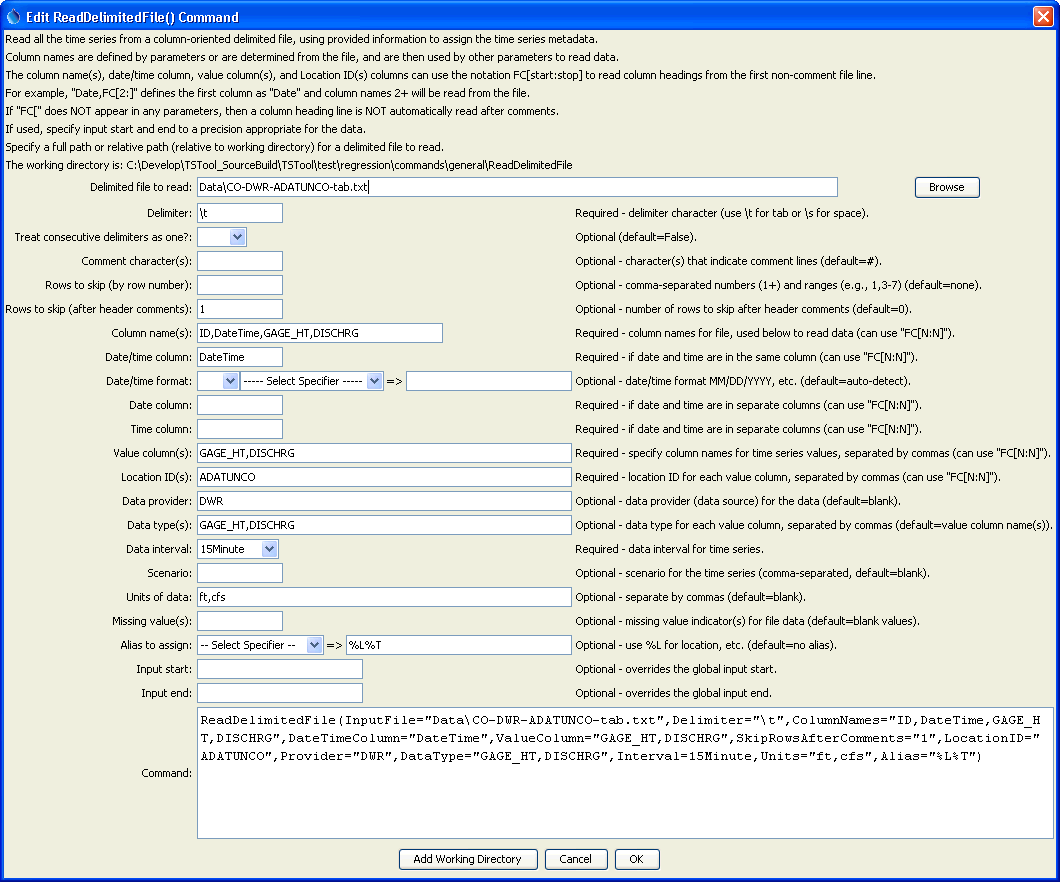 Edit ReadDelimitedFile() Command
Read all the time series from a column-oriented delimited file, using provided information to assign the time series metadata.
Column names are defined by parameters or are determined from the file, and are then used by other parameters to read data.
The column name(s), date/time column, value column(s), and Location ID(s) columns can use the notation FC[start:stop] to read column headings from the first non-comment file line.
For example, "Date,FC[2:]" defines the first column as "Date" and column names 2+ will be read from the file.
If "FC[" does NOT appear in any parameters, then a column heading line is NOT automatically read after comments.
If used, specify input start and end to a precision appropriate for the data.
Specify a full path or relative path (relative to working directory) for a delimited file to read.
The working directory is: C:\Develop\TSTool_SourceBuild\TSTool\test\regression\commands\general\ReadDelimitedFile
Delimited file to read: Data\CO-DWR-ADATUNCO-tab.txt Browse
Delimiter: \t Required - delimiter character (use \t for tab or \s for space).
Treat consecutive delimiters as one?: Optional (default=False).
Comment character(s): Optional - character(s) that indicate comment lines (default=#).
Rows to skip (by row number): Optional - comma-separated numbers (1+) and ranges (e.g., 1,3-7) (default=none).
Rows to skip (after header comments): 1 Optional - number of rows to skip after header comments (default=0).
Column name(s): ID,DateTime,GAGE_HT,DISCHRG Required - column names for file, used below to read data (can use "FC[N:N]").
Date/time column: DateTime Required - if date and time are in the same column (can use "FC[N:N]").
Date/time format: ----- Select Specifier ----- => Optional - date/time format MM/DD/YYYY, etc. (default=auto-detect).
Date column: Required - if date and time are in separate columns (can use "FC[N:N]").
Time column: Required - if date and time are in separate columns (can use "FC[N:N]").
Value column(s): GAGE_HT,DISCHRG Required - specify column names for time series values, separated by commas (can use "FC[N:N]").
Location ID(s): ADATUNCO Required - location ID for each value column, separated by commas (can use "FC[N:N]").
Data provider: DWR Optional - data provider (data source) for the data (default=blank).
Data type(s): GAGE_HT,DISCHRG Optional - data type for each value column, separated by commas (default=value column name(s)).
Data interval: 15Minute Required - data interval for time series.
Scenario: Optional - scenario for the time series (comma-separated, default=blank).
Units of data: ft,cfs Optional - separate by commas (default=blank).
Missing value(s): Optional - missing value indicator(s) for file data (default=blank values).
Alias to assign: -- Select Specifier -- => %L%T Optional - use %L for location, etc. (default=no alias).
Input start: Optional - overrides the global input start.
Input end: Optional - overrides the global input end.
Command:
ReadDelimitedFile(InputFile="Data\CO-DWR-ADATUNCO-tab.txt",Delimiter="\t",ColumnNames="ID,DateTime,GAGE_H
T,DISCHRG",DateTimeColumn="DateTime",ValueColumn="GAGE_HT,DISCHRG",SkipRowsAfterComments="1",LocationID="
ADATUNCO",Provider="DWR",DataType="GAGE_HT,DISCHRG",Interval=15Minute,Units="ft,cfs",Alias="%L%T")
Add Working Directory Cancel OK